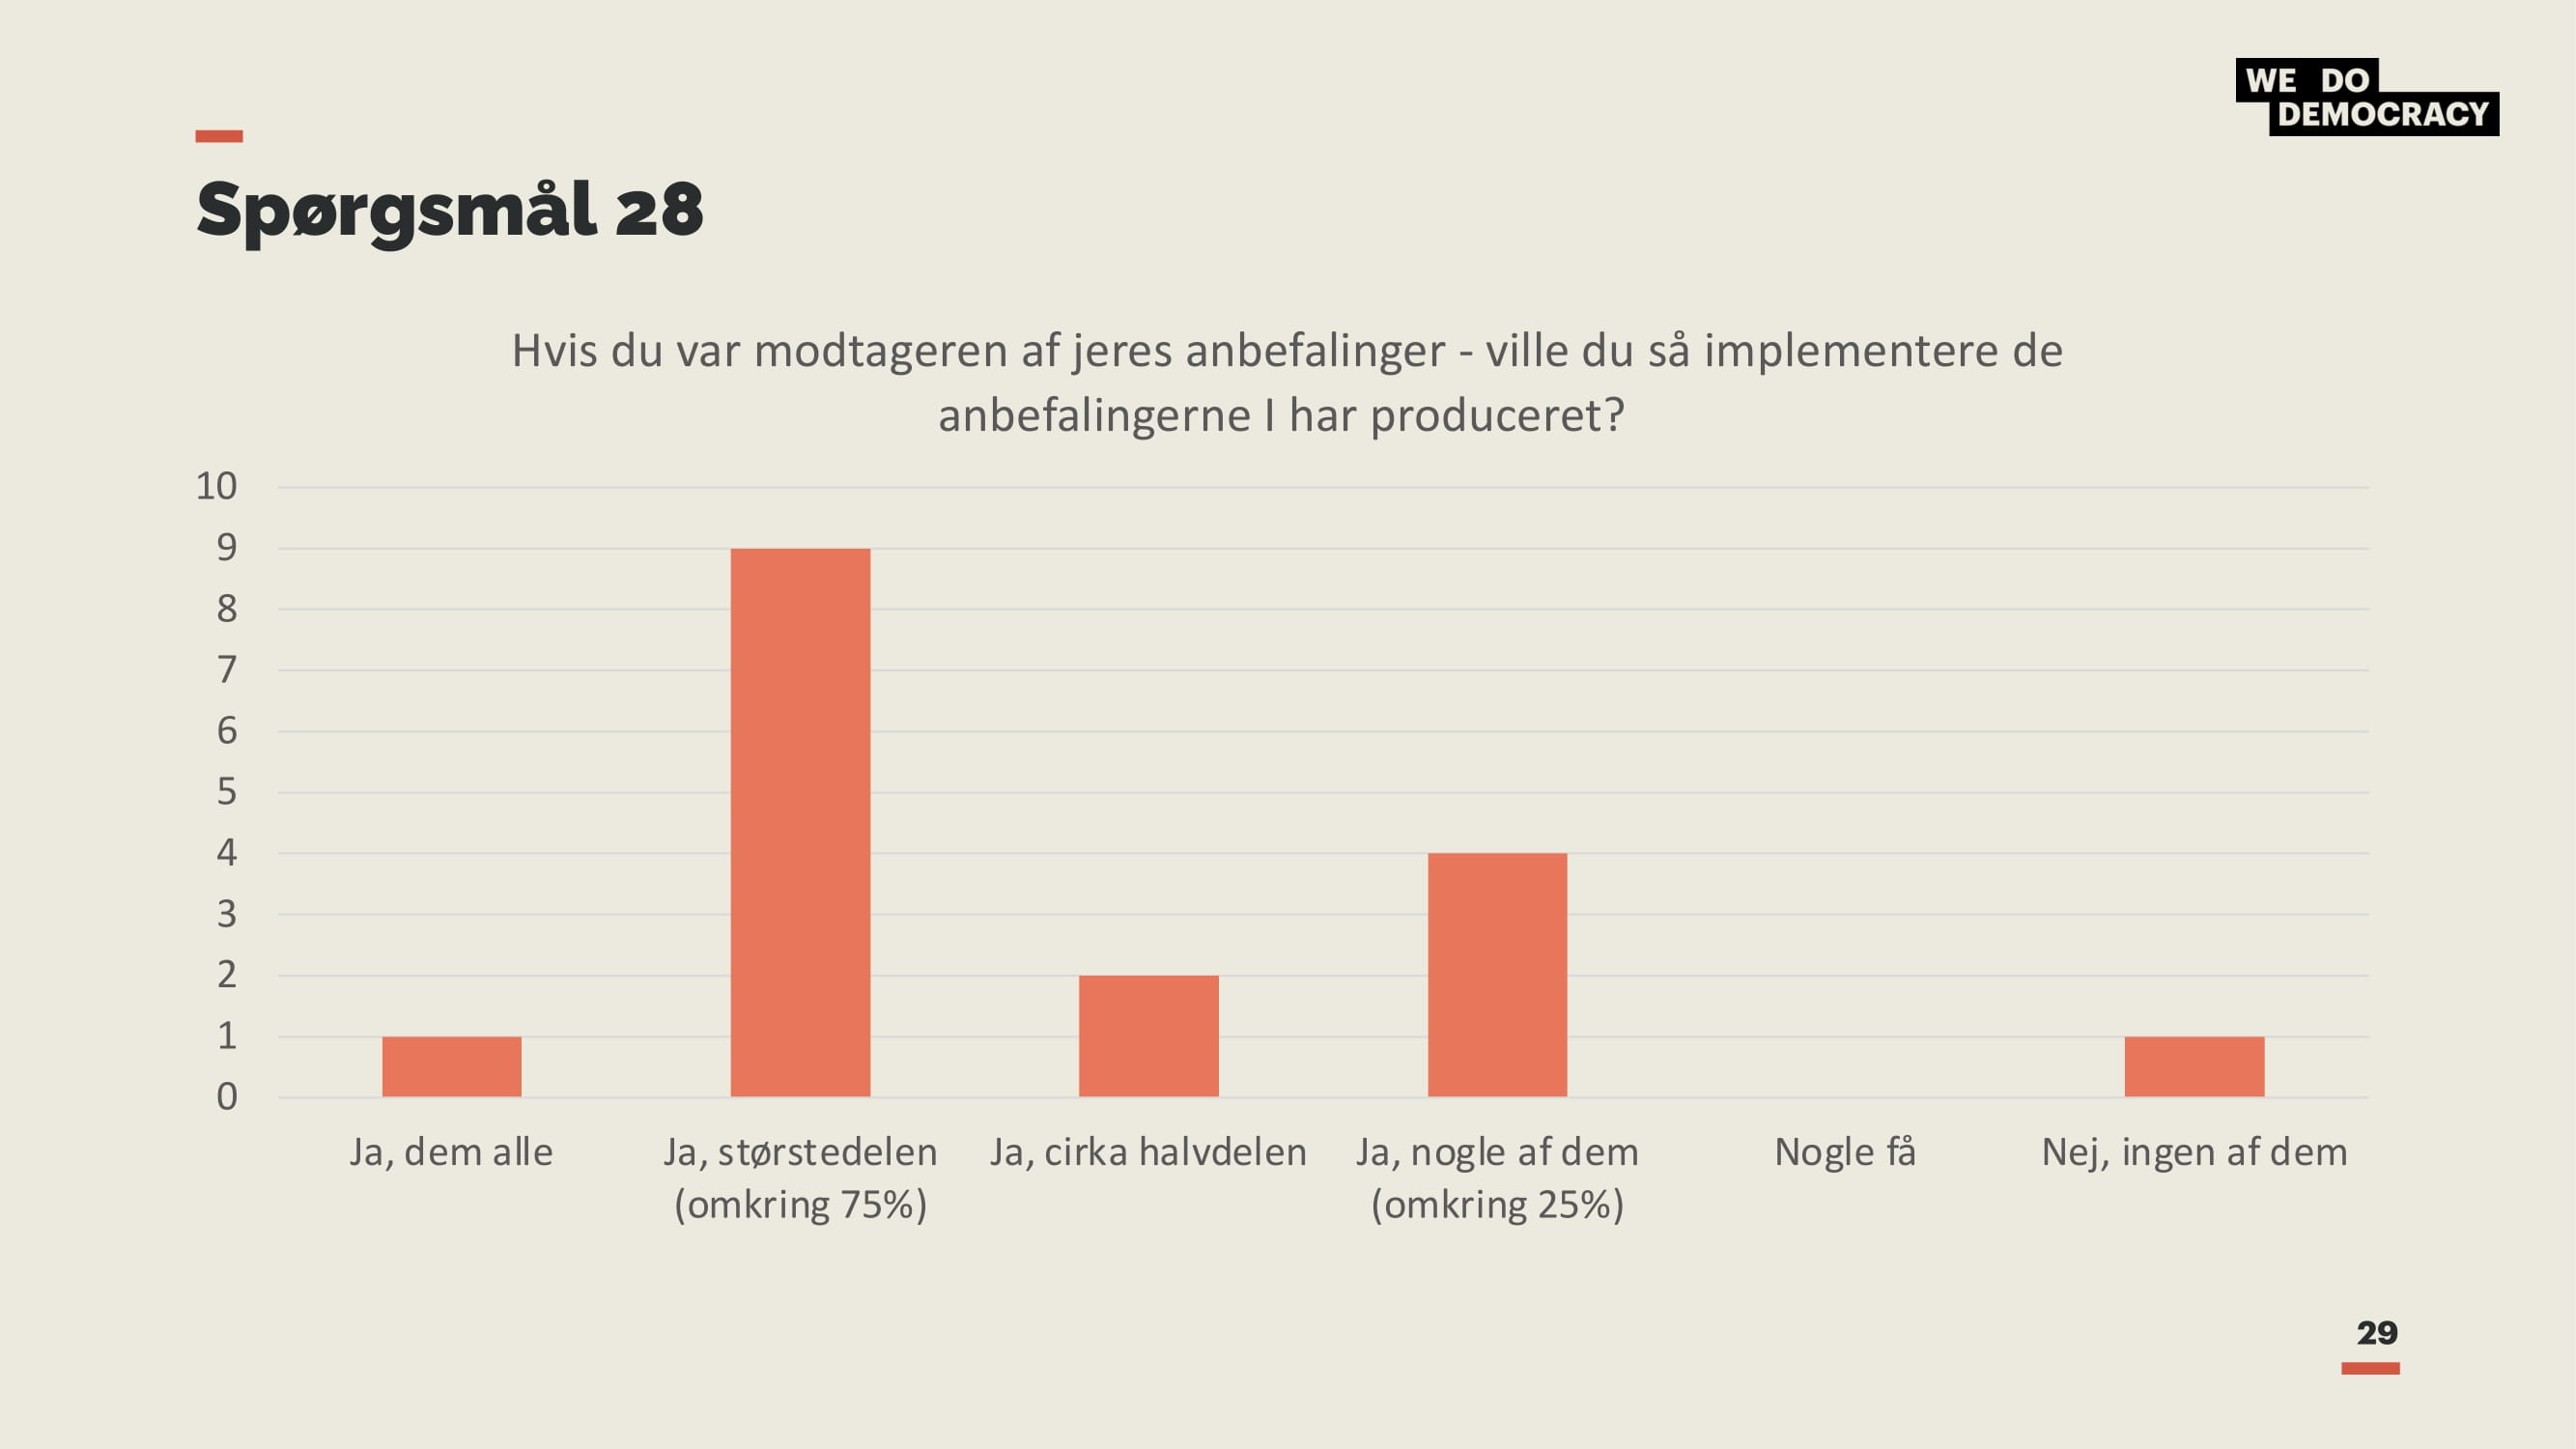 WE DO
DEMOCRACY
Spørgsmål 28
Hvis du var modtageren af jeres anbefalinger - ville du så implementere de
anbefalingerne I har produceret?
10
9
8
7
6
5
4
3
2
1
0
Ja, dem alle
Ja, størstedelen
(omkring 75%)
Ja, cirka halvdelen
Ja, nogle af dem
(omkring 25%)
Nogle få
Nej, ingen af dem
29